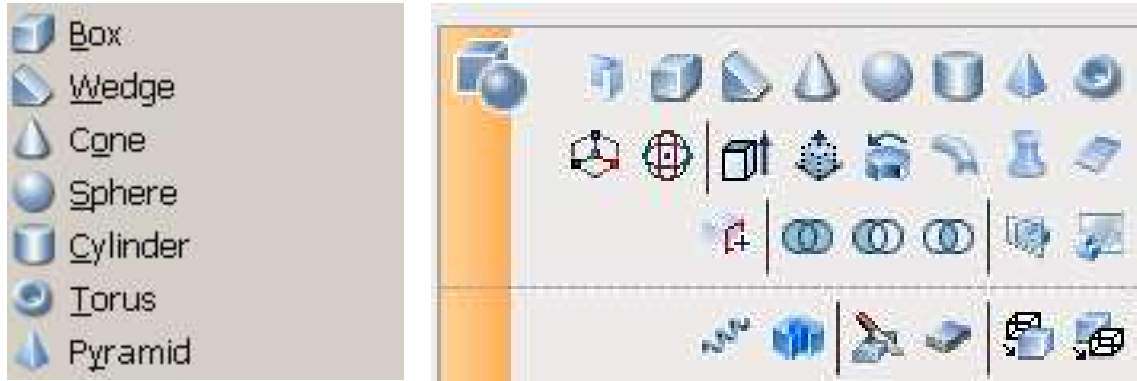 Box
Wedge
Cone
Sphere
Cylinder
Torus
Pyramid